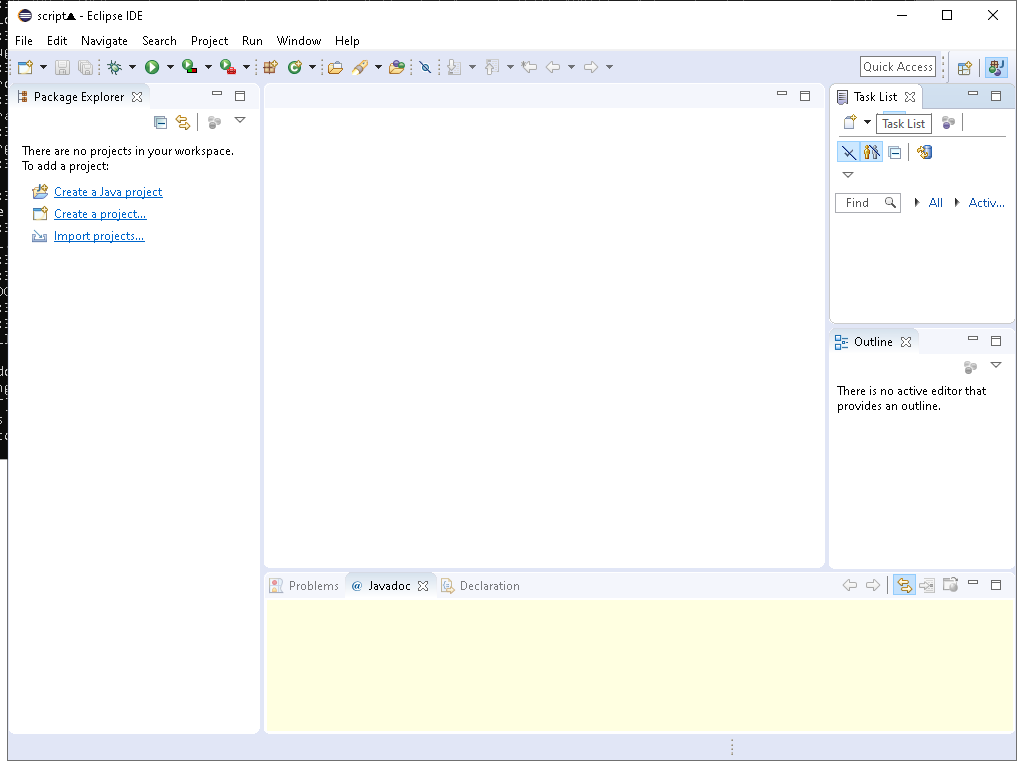 script▲ - Eclipse IDE
File Edit Navigate Search Project Run Window Help
Quick Access
Package Explorer
There are no projects in your workspace.
To add a project:
Create a Java project
Create a project...
Import projects...
Task List
Task List
Find
All
Activ...
Outline
There is no active editor that
provides an outline.
Problems
@ Javadoc
Declaration